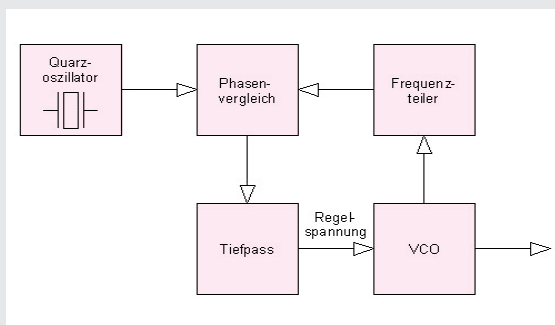 Quarz-
oszillator
Phasen-
vergleich
Frequenz-
teiler
Tiefpass
Regel-
spannung
VCO